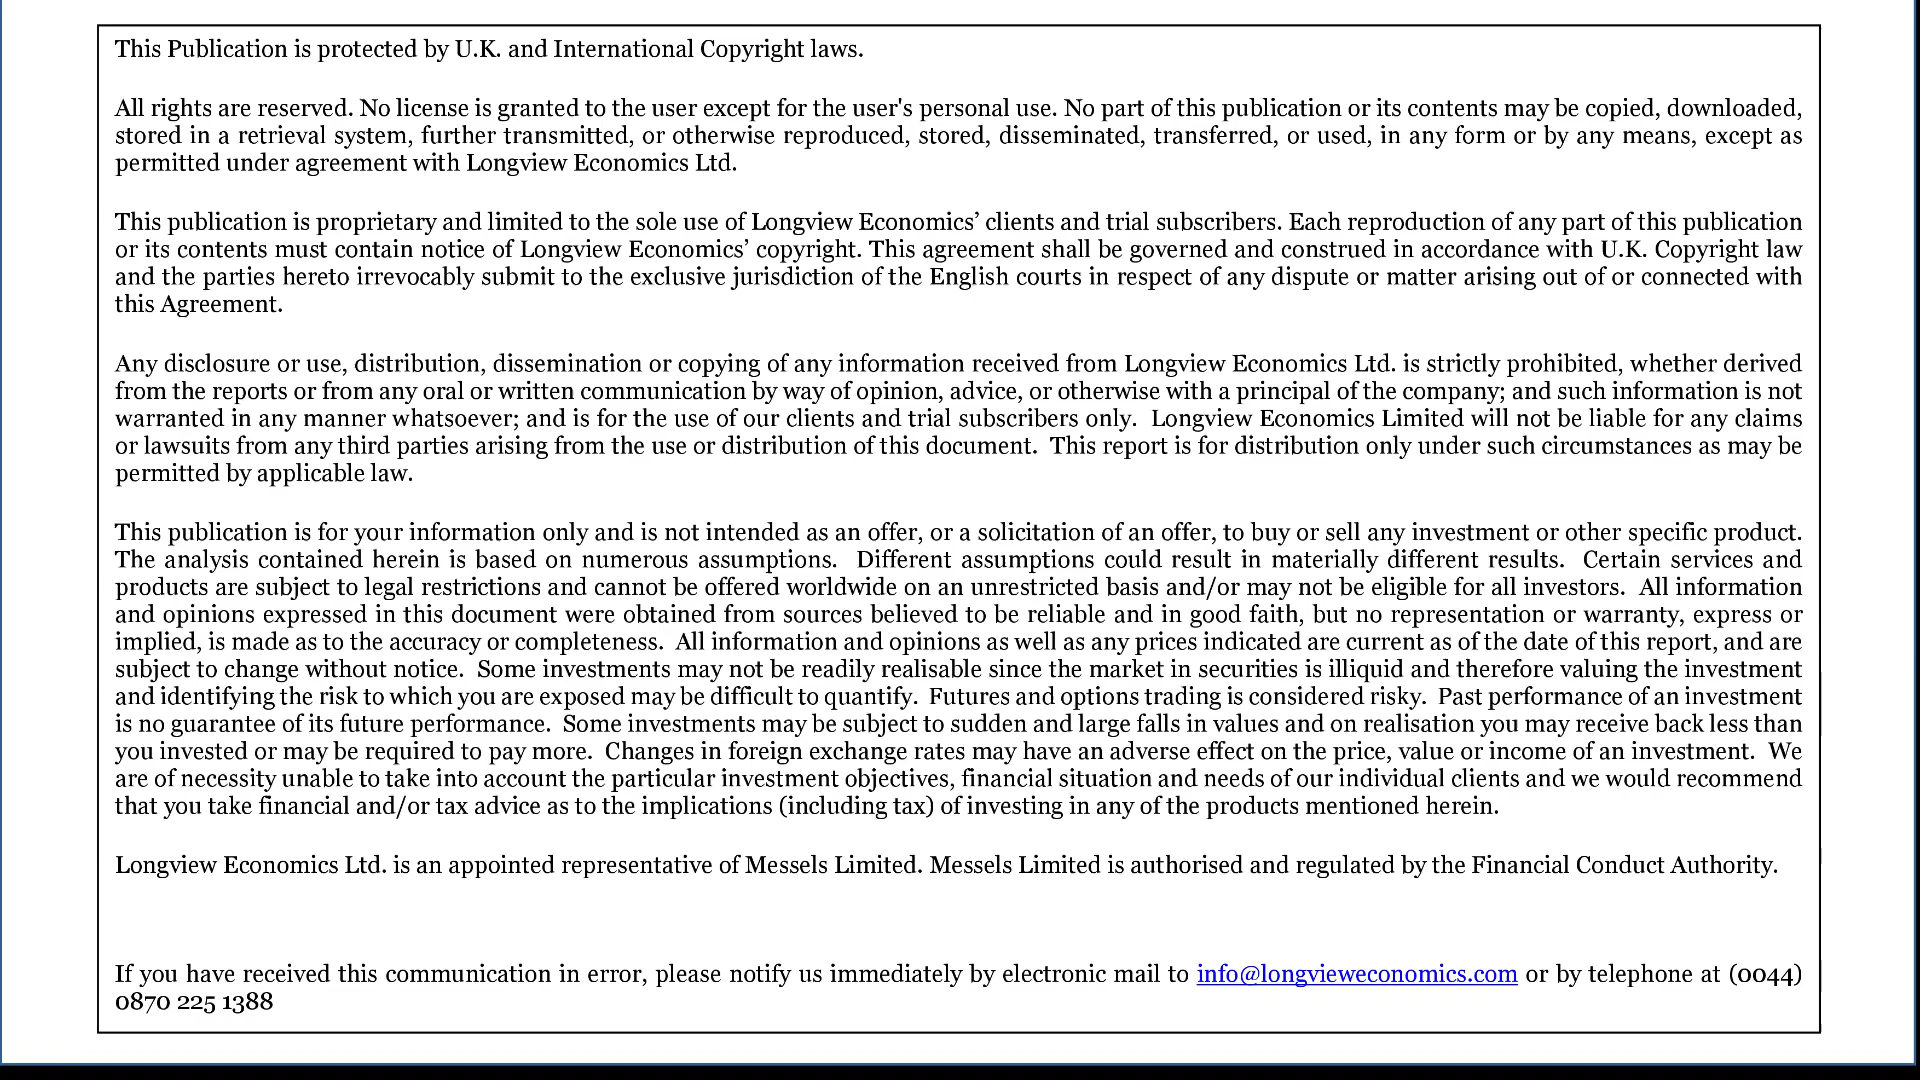 This Publication is protected by U.K. and International Copyright laws.
All rights are reserved. No license is granted to the user except for the user's personal use. No part of this publication or its contents may be copied, downloaded,
stored in a retrieval system, further transmitted, or otherwise reproduced, stored, disseminated, transferred, or used, in any form or by any means, except as
permitted under agreement with Longview Economics Ltd.
This publication is proprietary and limited to the sole use of Longview Economics’ clients and trial subscribers. Each reproduction of any part of this publication
or its contents must contain notice of Longview Economics’ copyright. This agreement shall be governed and construed in accordance with U.K. Copyright law
and the parties hereto irrevocably submit to the exclusive jurisdiction of the English courts in respect of any dispute or matter arising out of or connected with
this Agreement.
Any disclosure or use, distribution, dissemination or copying of any information received from Longview Economics Ltd. is strictly prohibited, whether derived
from the reports or from any oral or written communication by way of opinion, advice, or otherwise with a principal of the company; and such information is not
warranted in any manner whatsoever; and is for the use of our clients and trial subscribers only.  Longview Economics Limited will not be liable for any claims
or lawsuits from any third parties arising from the use or distribution of this document.  This report is for distribution only under such circumstances as may be
permitted by applicable law.
This publication is for your information only and is not intended as an offer, or a solicitation of an offer, to buy or sell any investment or other specific product.
The analysis contained herein is based on numerous assumptions.  Different assumptions could result in materially different results.  Certain services and
products are subject to legal restrictions and cannot be offered worldwide on an unrestricted basis and/or may not be eligible for all investors.  All information
and opinions expressed in this document were obtained from sources believed to be reliable and in good faith, but no representation or warranty, express or
implied, is made as to the accuracy or completeness.  All information and opinions as well as any prices indicated are current as of the date of this report, and are
subject to change without notice.  Some investments may not be readily realisable since the market in securities is illiquid and therefore valuing the investment
and identifying the risk to which you are exposed may be difficult to quantify.  Futures and options trading is considered risky.  Past performance of an investment
is no guarantee of its future performance.  Some investments may be subject to sudden and large falls in values and on realisation you may receive back less than
you invested or may be required to pay more.  Changes in foreign exchange rates may have an adverse effect on the price, value or income of an investment.  We
are of necessity unable to take into account the particular investment objectives, financial situation and needs of our individual clients and we would recommend
that you take financial and/or tax advice as to the implications (including tax) of investing in any of the products mentioned herein.
Longview Economics Ltd. is an appointed representative of Messels Limited. Messels Limited is authorised and regulated by the Financial Conduct Authority.
If you have received this communication in error, please notify us immediately by electronic mail to info@longvieweconomics.com or by telephone at (0044)
0870 225 1388